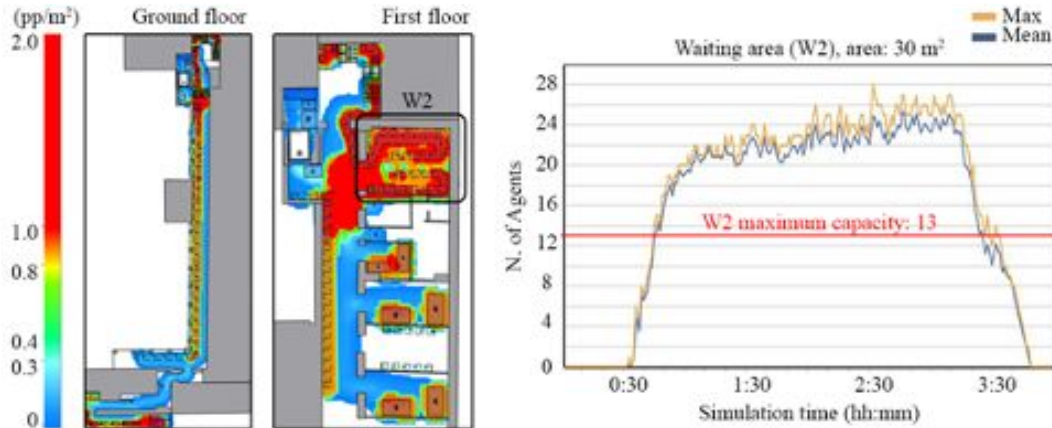 (pp/m²)
Ground floor
First floor
2.0
1.0
0.8
0.4
0.3
0
W2
Max
Mean
Waiting area (W2), area: 30 m²
28
24
20
16
12
8
4
0
N. of Agents
W2 maximum capacity: 13
0:30
1:30
2:30
3:30
Simulation time (hh:mm)